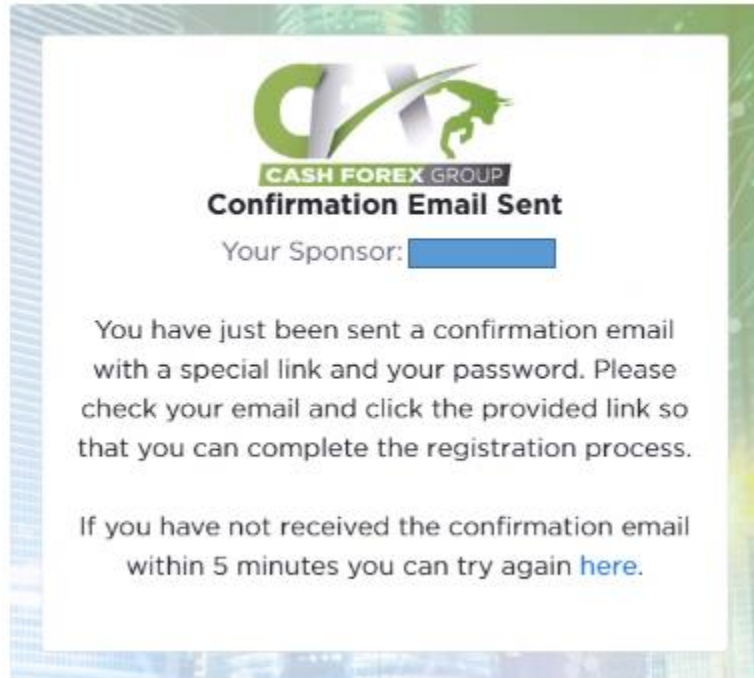 CFX
CASH FOREX GROUP
Confirmation Email Sent
Your Sponsor:
You have just been sent a confirmation email
with a special link and your password. Please
check your email and click the provided link so
that you can complete the registration process.
If you have not received the confirmation email
within 5 minutes you can try again here.